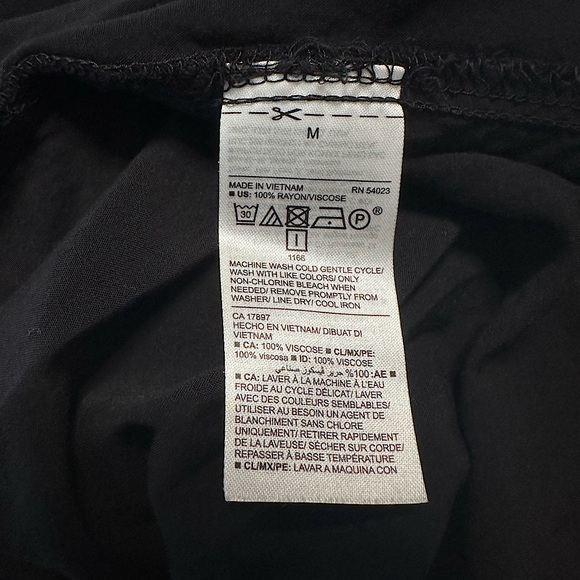 M
MADE IN VIETNAM RN 54023
■ US: 100% RAYON/VISCOSE
30 P ®
1166
MACHINE WASH COLD GENTLE CYCLE/
WASH WITH LIKE COLORS/ ONLY
NON-CHLORINE BLEACH WHEN
NEEDED/ REMOVE PROMPTLY FROM
WASHER/ LINE DRY/ COOL IRON
CA 17897
HECHO EN VIETNAM/ DIBUAT DI
VIETNAM
■ CA: 100% VISCOSE ■ CL/MX/PE:
100% viscosa ■ ID: 100% VISCOSE
■ AE: 100% حرير فيسكوز صناعي
■ CA: LAVER À LA MACHINE À L'EAU
FROIDE AU CYCLE DÉLICAT/ LAVER
AVEC DES COULEURS SEMBLABLES/
UTILISER AU BESOIN UN AGENT DE
BLANCHIMENT SANS CHLORE
UNIQUEMENT/ RETIRER RAPIDEMENT
DE LA LAVEUSE/ SÉCHER SUR CORDE/
REPASSER À BASSE TEMPÉRATURE
■ CL/MX/PE: LAVAR A MAQUINA CON